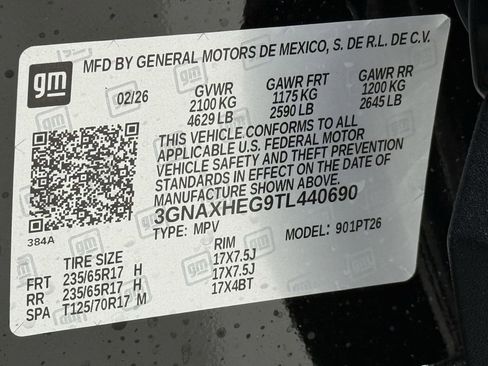 gm
MFD BY GENERAL MOTORS DE MEXICO, S. DE R.L. DE C.V.
02/26
GVWR GAWR FRT GAWR RR
2100 KG 1175 KG 1200 KG
4629 LB 2590 LB 2645 LB
THIS VEHICLE CONFORMS TO ALL
APPLICABLE U.S. FEDERAL MOTOR
VEHICLE SAFETY AND THEFT PREVENTION
STANDARDS IN EFFECT ON THE DATE OF
MANUFACTURE SHOWN ABOVE.
3GNAXHEG9TL440690
384A
TYPE: MPV MODEL: 901PT26
TIRE SIZE RIM
FRT 235/65R17 H 17X7.5J
RR 235/65R17 H 17X7.5J
SPA T125/70R17 M 17X4BT